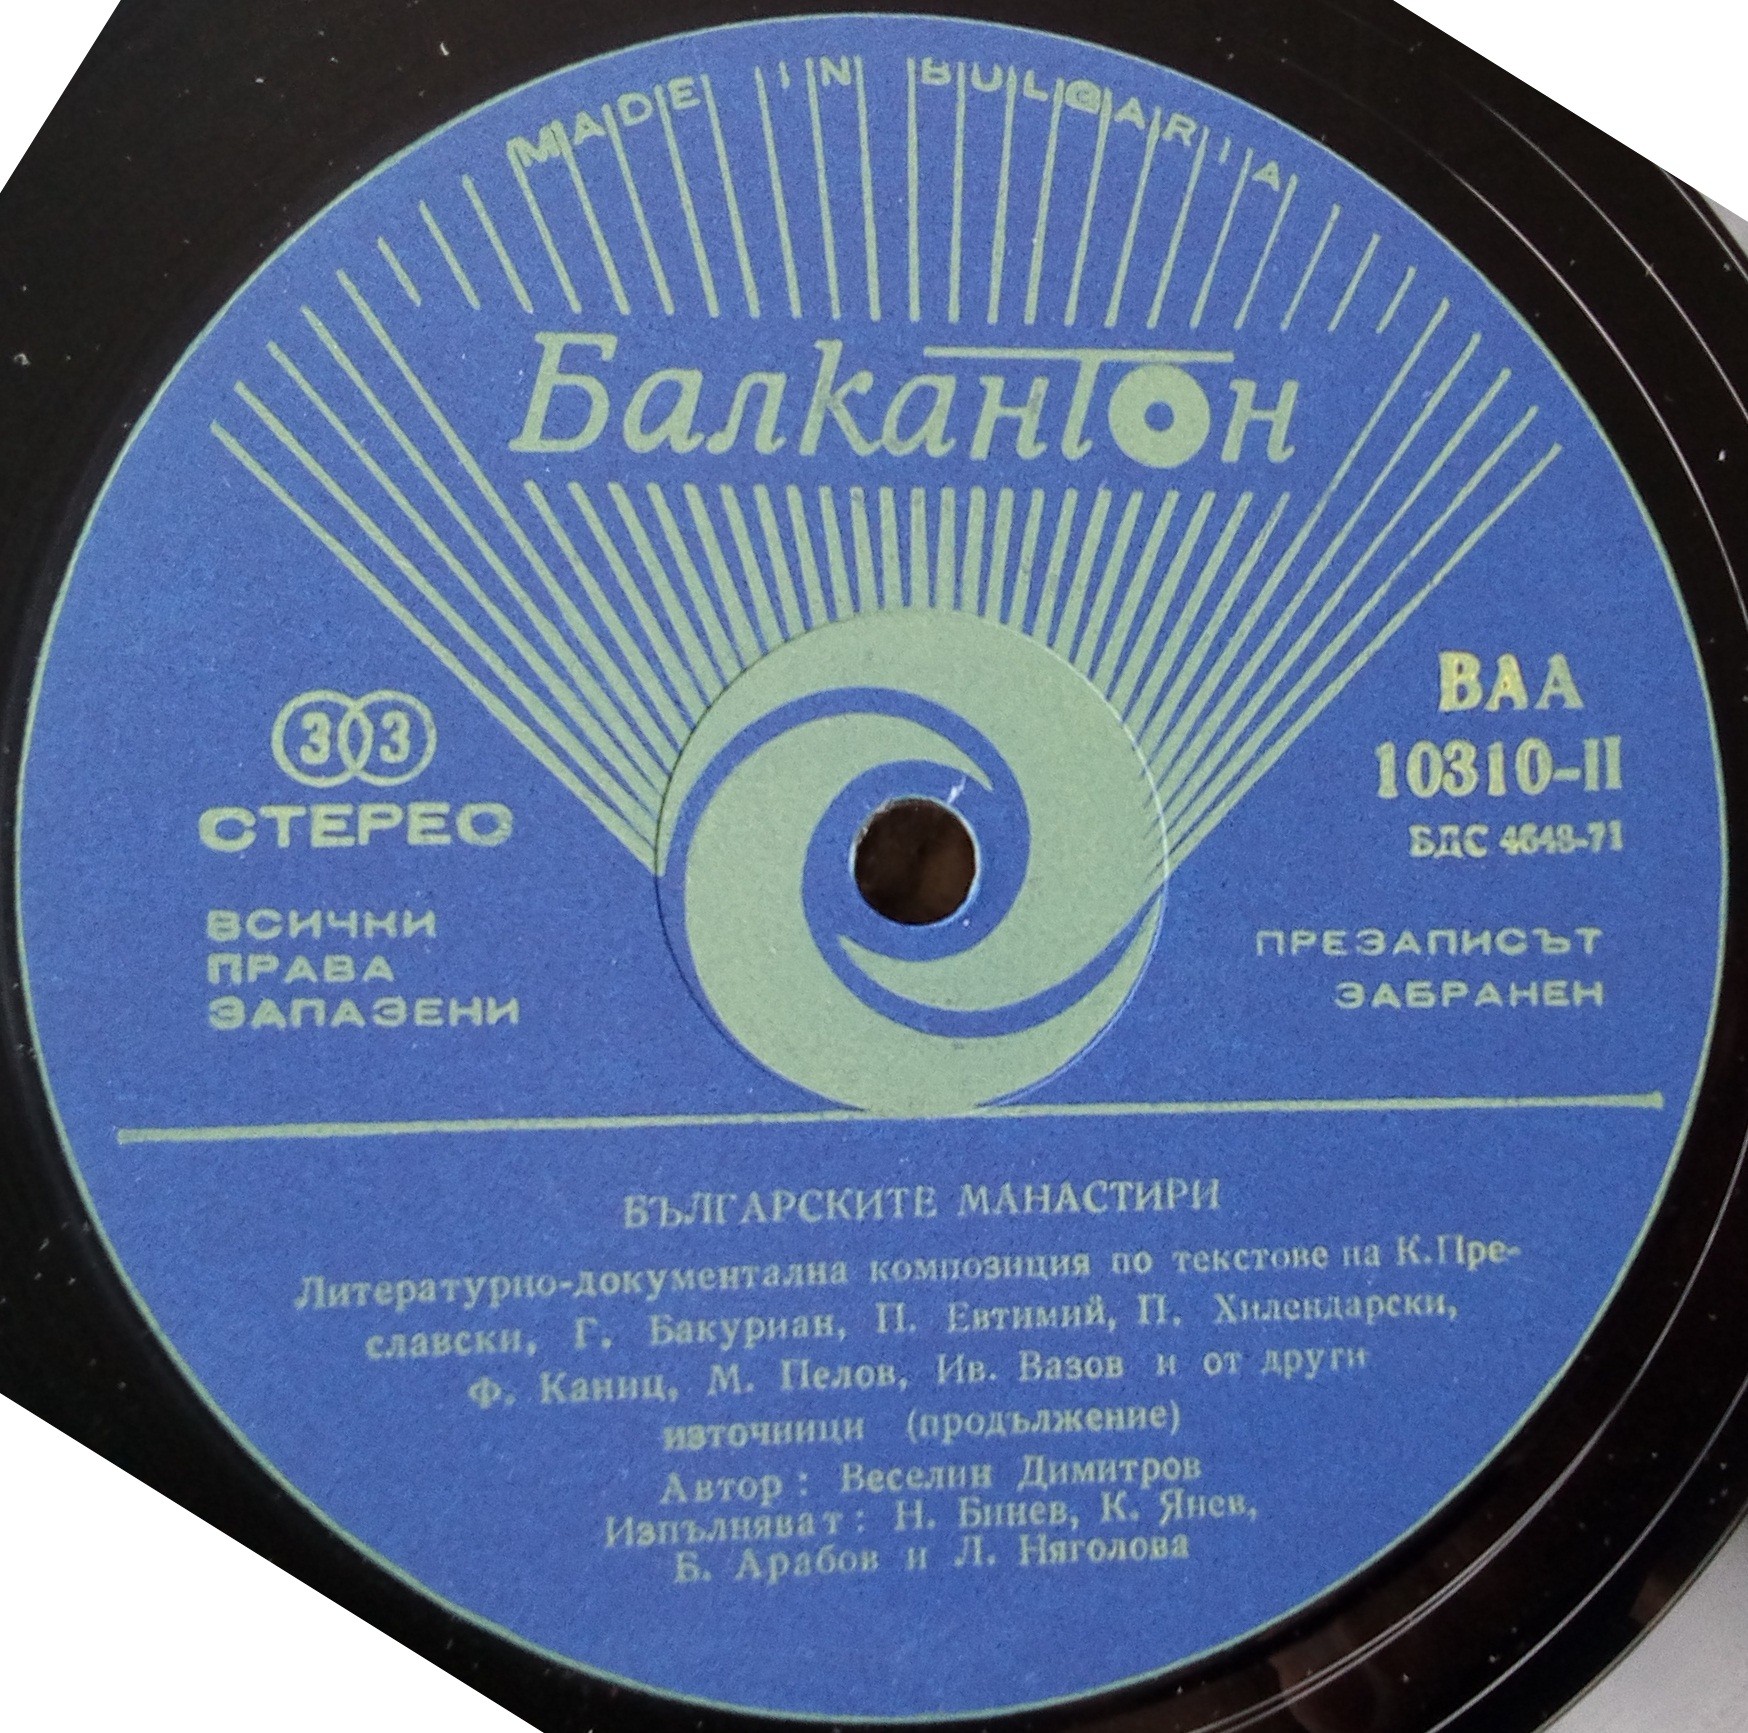 MADE IN BULGARIA
Балкантон
33
СТЕРЕО
ВСИЧКИ
ПРАВА
ЗАПАЗЕНИ
ВАА
10310-II
БДС 4648-71
ПРЕЗАПИСЪТ
ЗАБРАНЕН
БЪЛГАРСКИТЕ МАНАСТИРИ
Литературно-документална композиция по текстове на К.Пре-
славски, Г. Бакуриан, П. Евтимий, П. Хилендарски,
Ф. Каниц, М. Пелов, Ив. Вазов и от други
източници (продължение)
Автор : Веселин Димитров
Изпълняват : Н. Бинев, К. Янев,
Б. Арабов и Л. Няголова